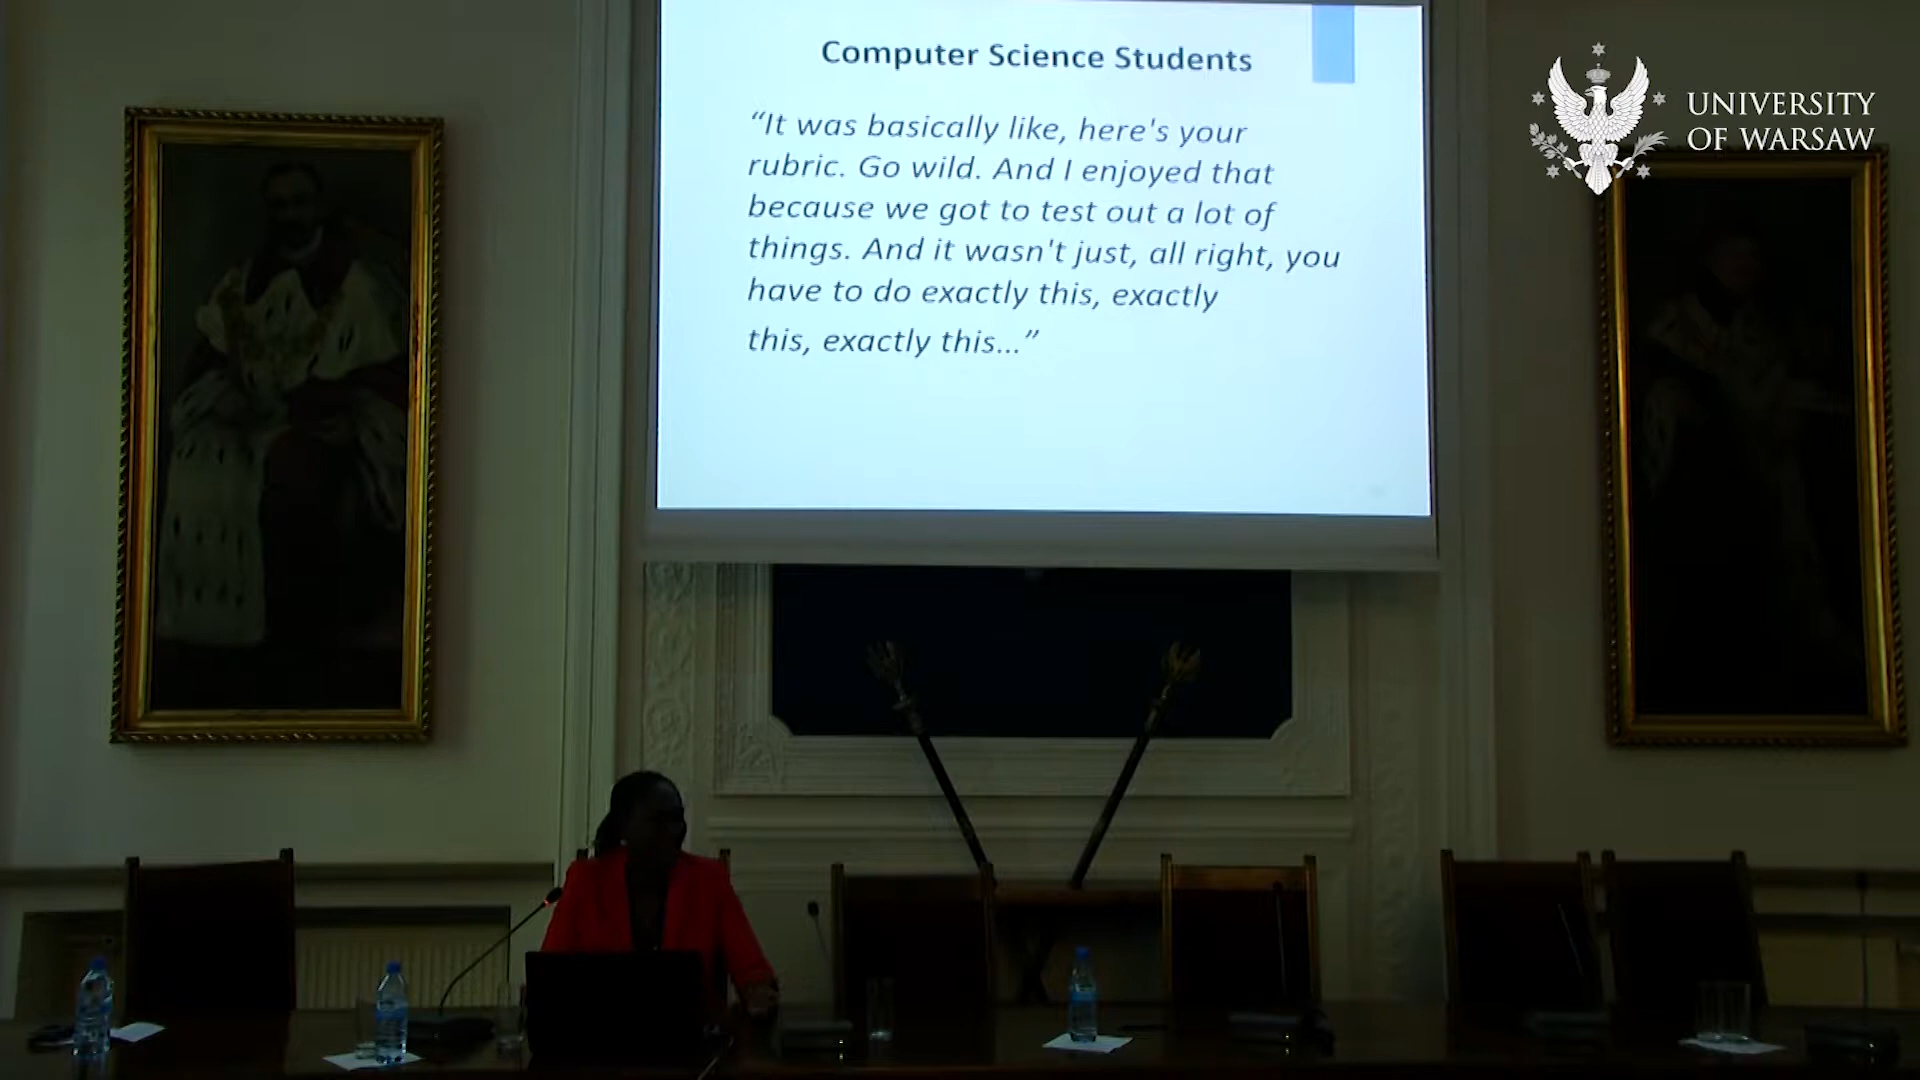 Computer Science Students
“It was basically like, here's your
rubric. Go wild. And I enjoyed that
because we got to test out a lot of
things. And it wasn't just, all right, you
have to do exactly this, exactly
this, exactly this...”
UNIVERSITY
OF WARSAW